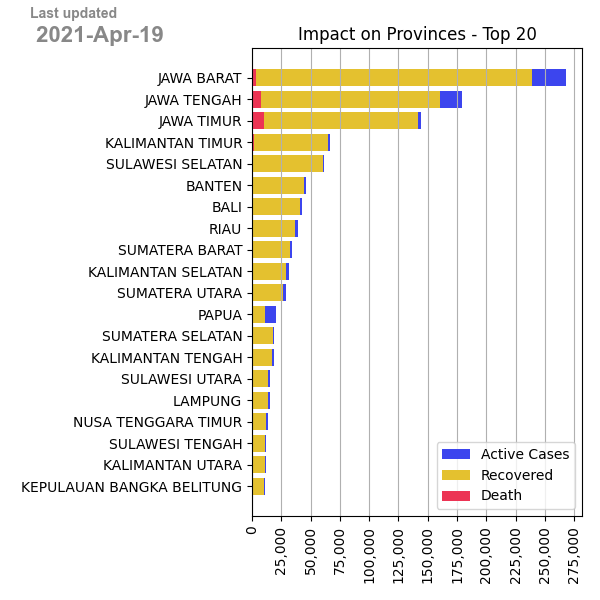 Last updated
2021-Apr-19
Impact on Provinces - Top 20
JAWA BARAT
JAWA TENGAH
JAWA TIMUR
KALIMANTAN TIMUR
SULAWESI SELATAN
BANTEN
BALI
RIAU
SUMATERA BARAT
KALIMANTAN SELATAN
SUMATERA UTARA
PAPUA
SUMATERA SELATAN
KALIMANTAN TENGAH
SULAWESI UTARA
LAMPUNG
NUSA TENGGARA TIMUR
SULAWESI TENGAH
KALIMANTAN UTARA
KEPULAUAN BANGKA BELITUNG
Active Cases
Recovered
Death
0
25,000
50,000
75,000
100,000
125,000
150,000
175,000
200,000
225,000
250,000
275,000